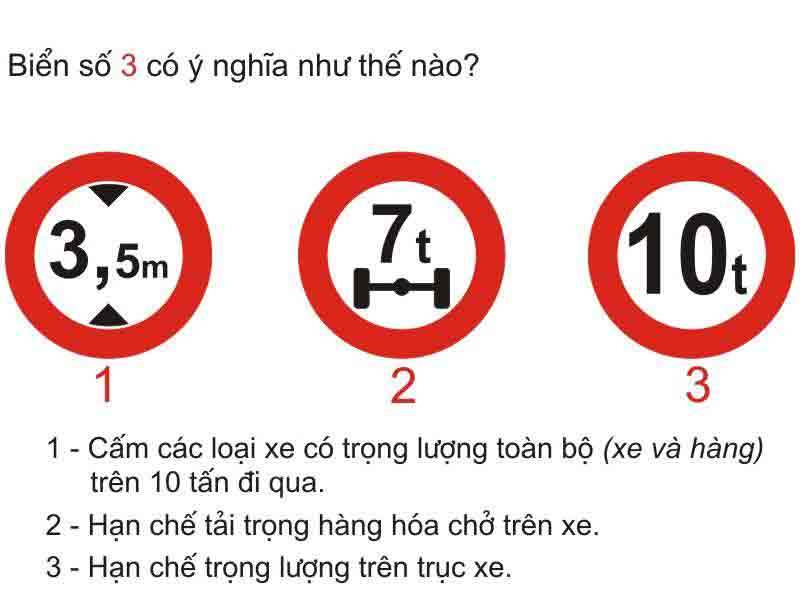 Biển số 3 có ý nghĩa như thế nào?
3,5m
7t
10t
1
2
3
1 - Cấm các loại xe có trọng lượng toàn bộ (xe và hàng)
trên 10 tấn đi qua.
2 - Hạn chế tải trọng hàng hóa chở trên xe.
3 - Hạn chế trọng lượng trên trục xe.